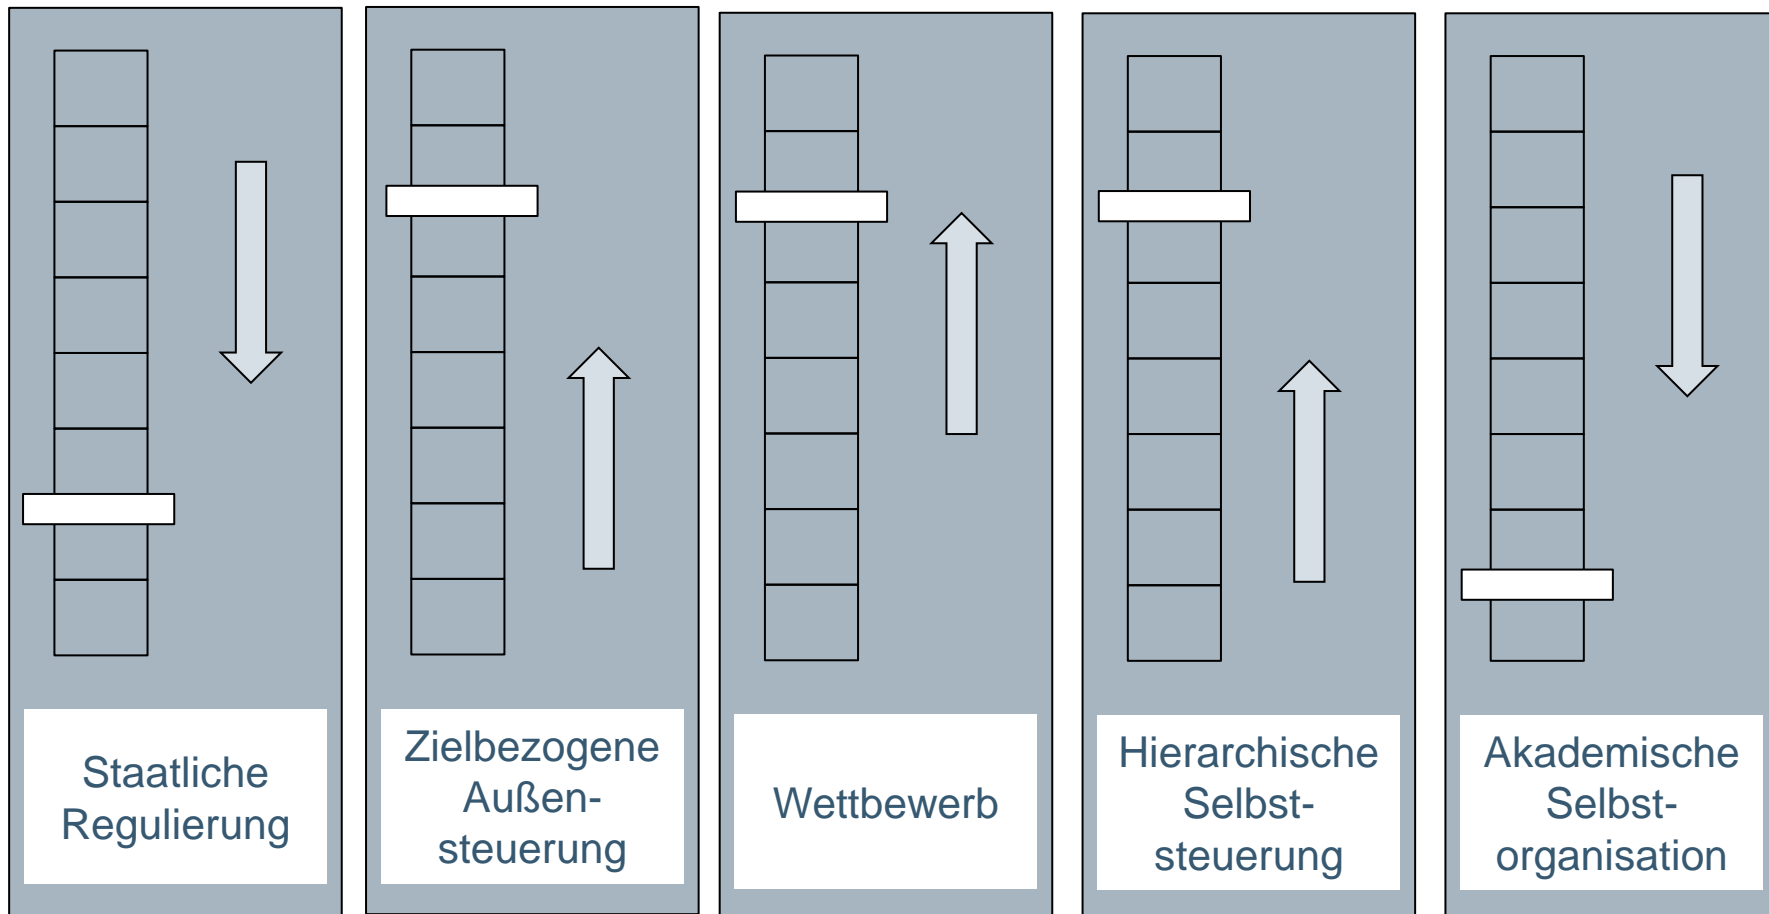 Staatliche
Regulierung
Zielbezogene
Außen-
steuerung
Wettbewerb
Hierarchische
Selbst-
steuerung
Akademische
Selbst-
organisation